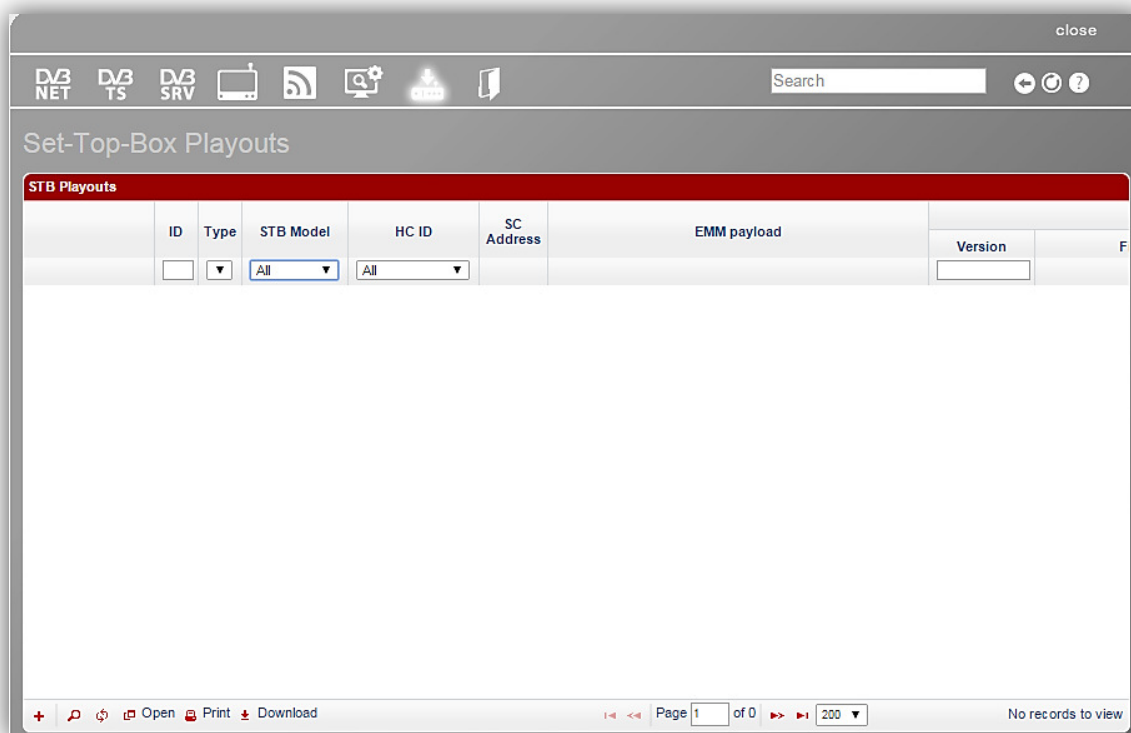 close
DVB NET DVB TS DVB SRV Search
Set-Top-Box Playouts
STB Playouts
ID Type STB Model HC ID SC Address EMM payload
Version F
All All
Open Print Download Page 1 of 0 200 No records to view